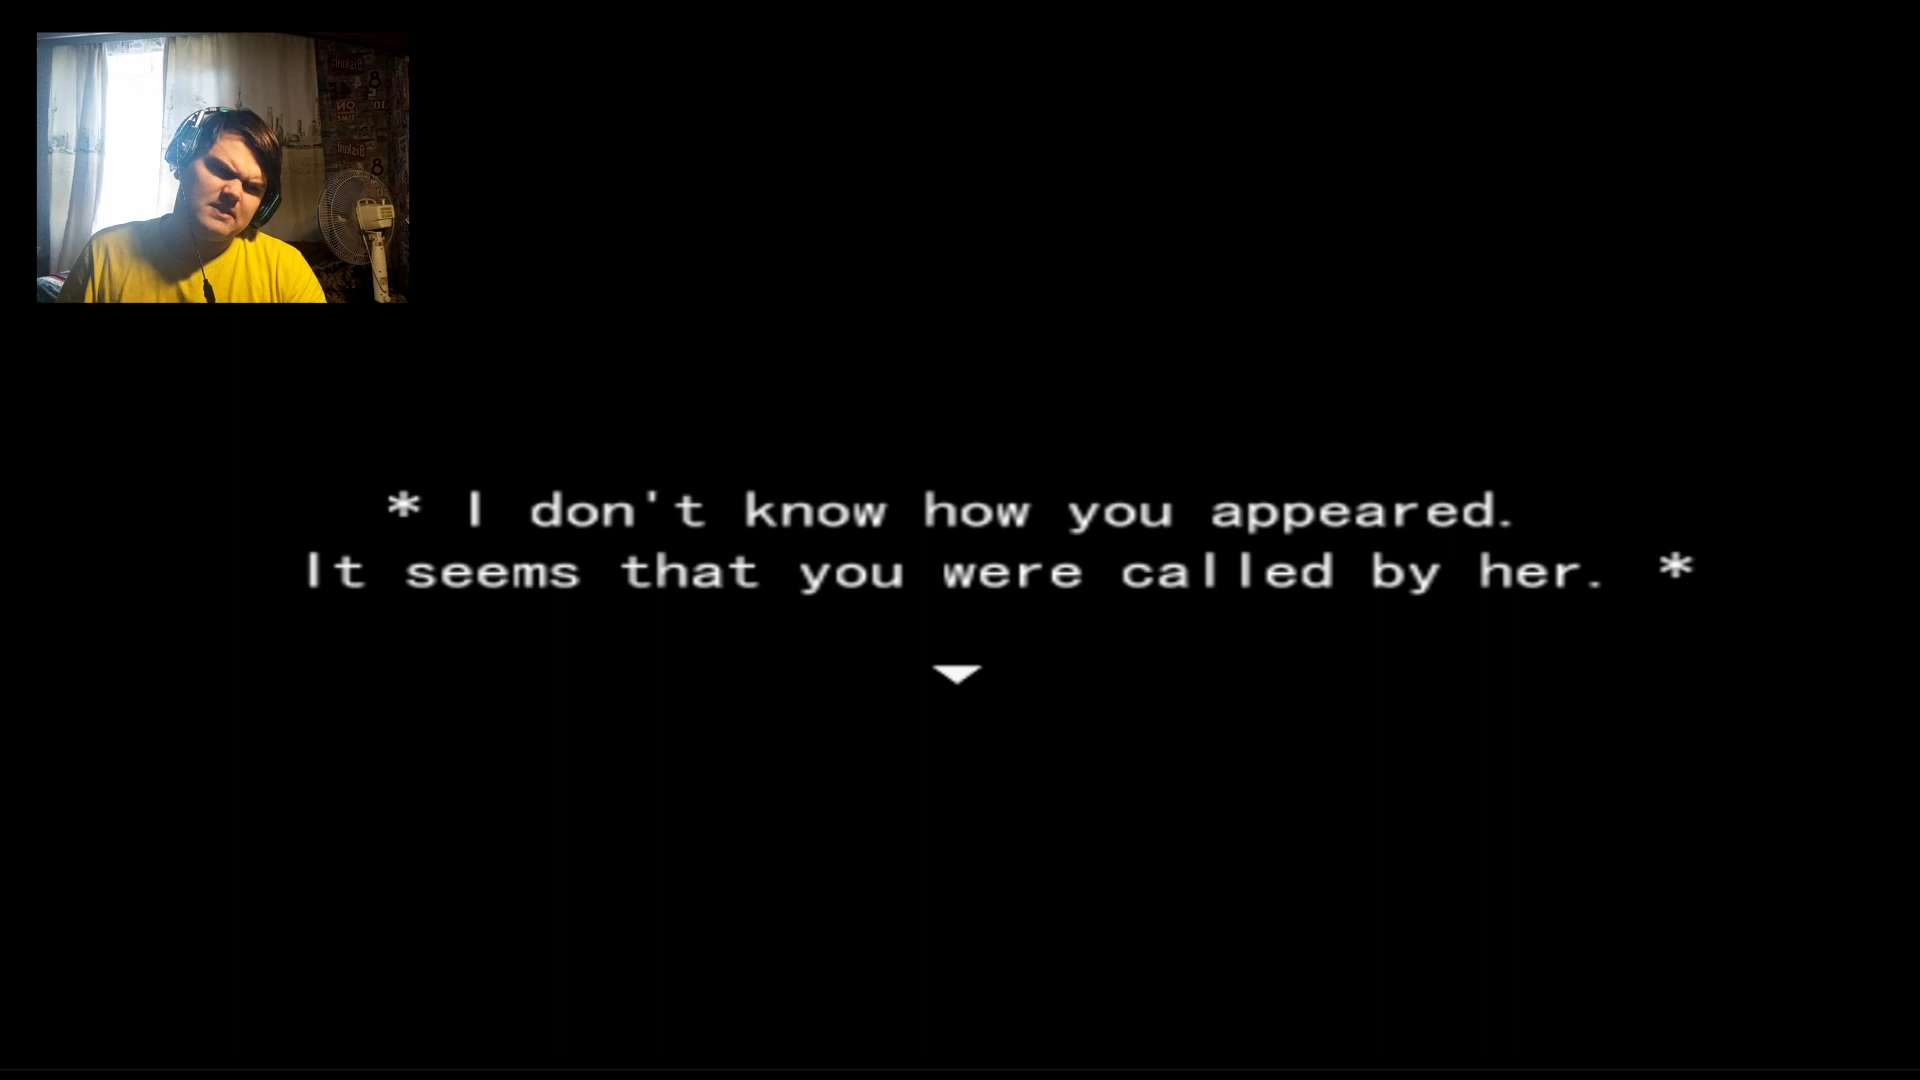 * I don't know how you appeared.
It seems that you were called by her. *